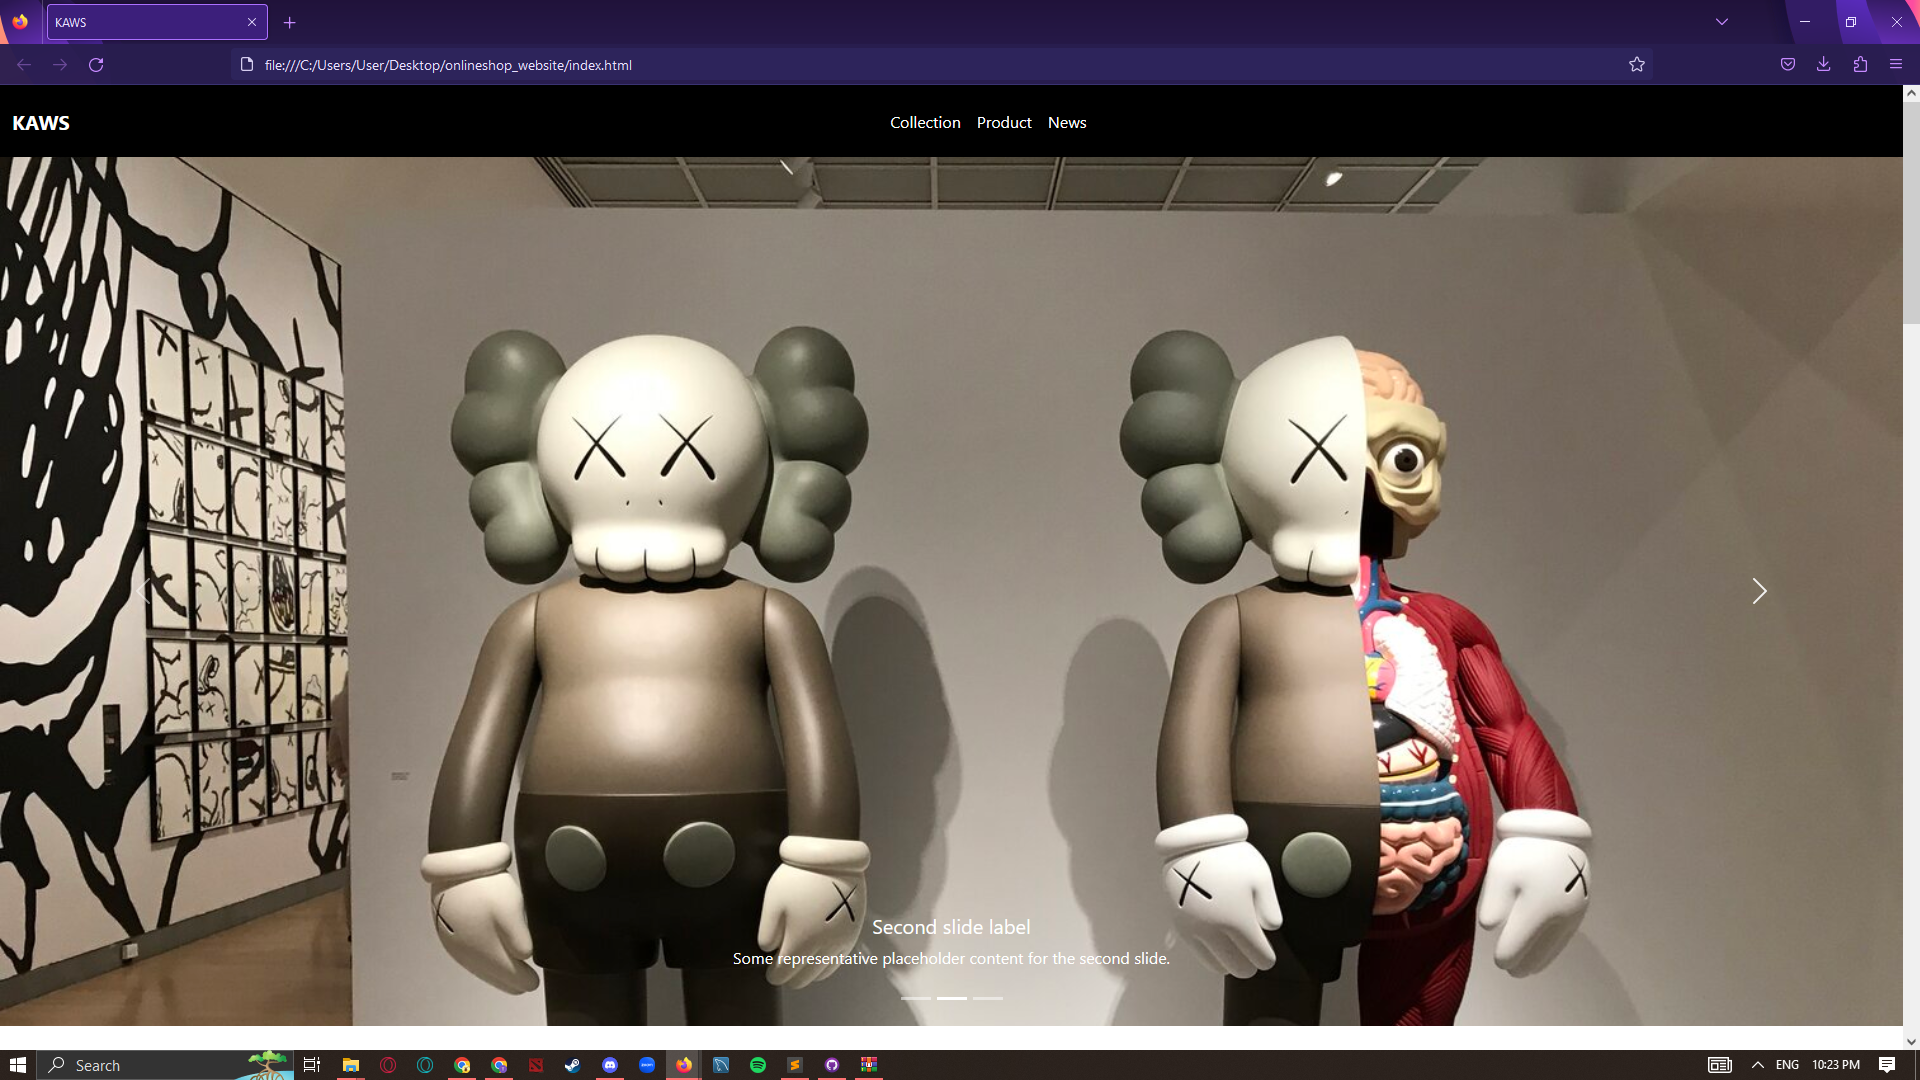 KAWS
file:///C:/Users/User/Desktop/onlineshop_website/index.html
KAWS
Collection Product News
Second slide label
Some representative placeholder content for the second slide.
Search
ENG 10:23 PM